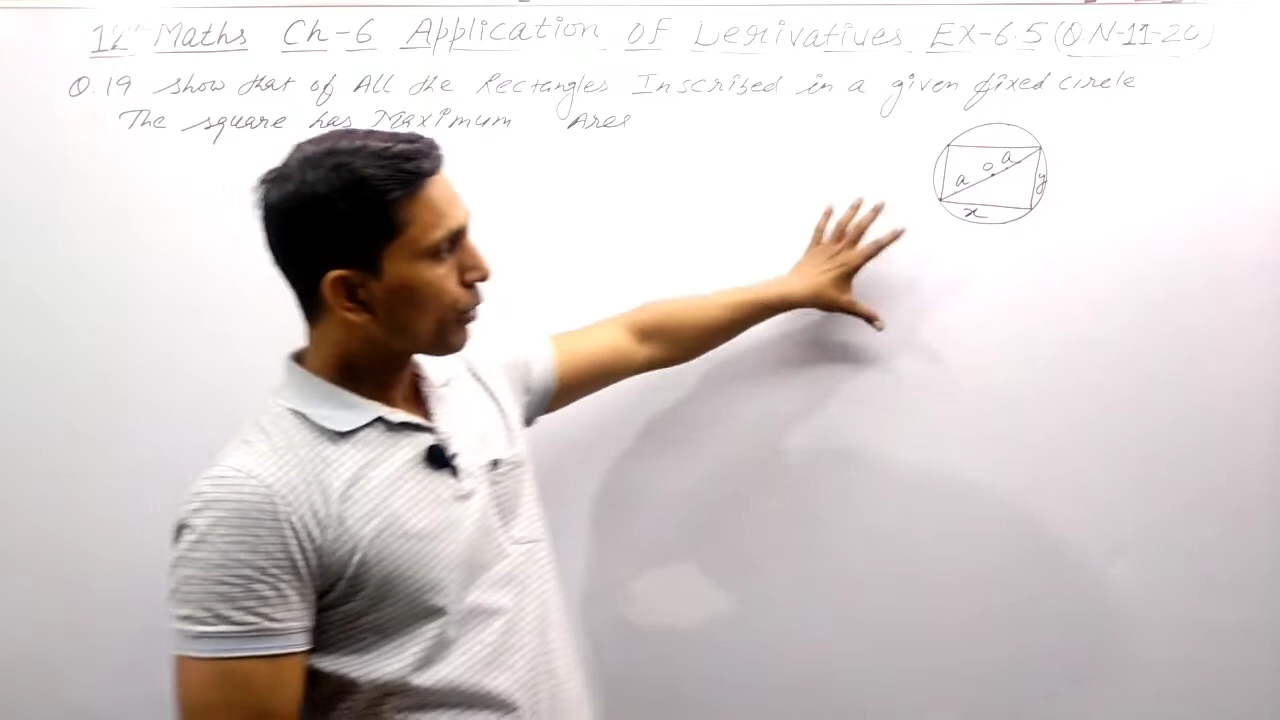 12th Maths Ch-6 Application OF Derivatives EX-6.5 (Q N-11-20)
Q.19 Show that of All the Rectangles Inscribed in a given fixed circle
The square has Maximum Area
a O a
y
x